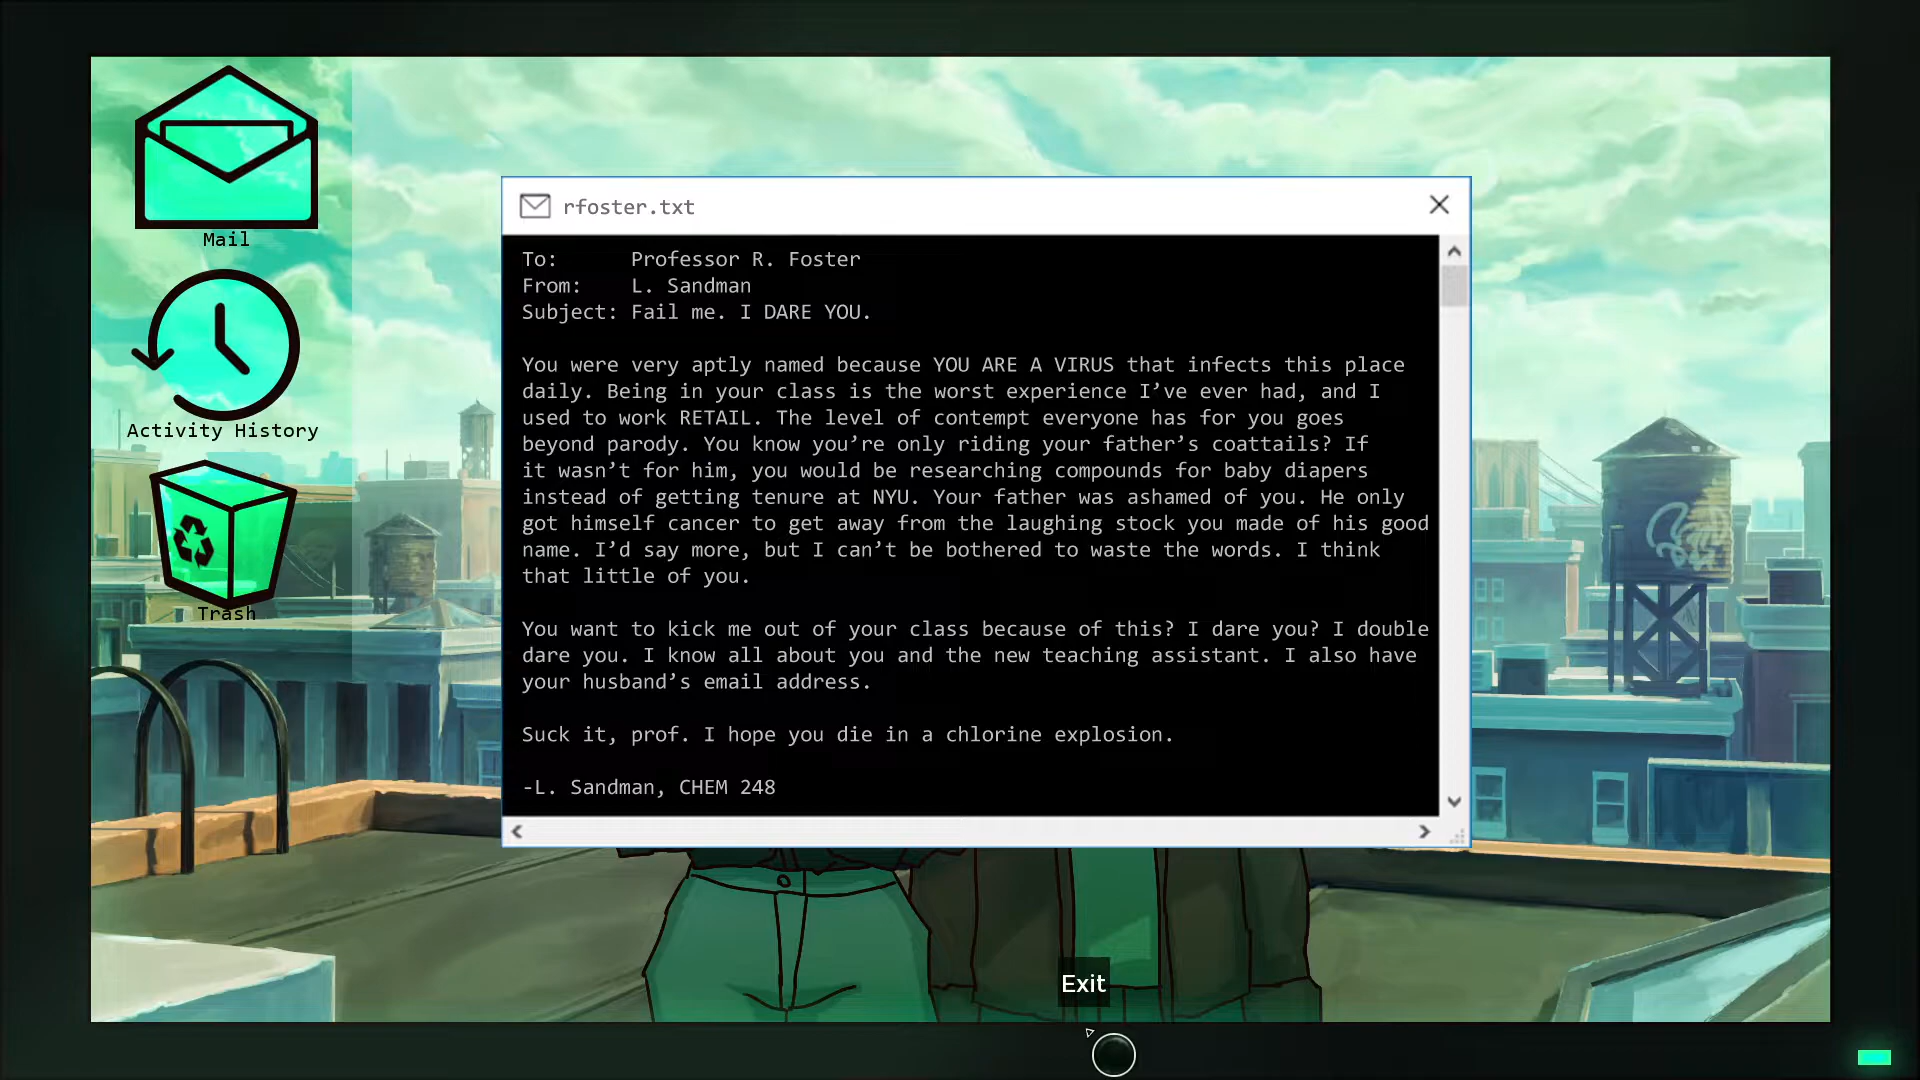 Mail
Activity History
Trash
rfoster.txt
To: Professor R. Foster
From: L. Sandman
Subject: Fail me. I DARE YOU.
You were very aptly named because YOU ARE A VIRUS that infects this place
daily. Being in your class is the worst experience I’ve ever had, and I
used to work RETAIL. The level of contempt everyone has for you goes
beyond parody. You know you’re only riding your father’s coattails? If
it wasn’t for him, you would be researching compounds for baby diapers
instead of getting tenure at NYU. Your father was ashamed of you. He only
got himself cancer to get away from the laughing stock you made of his good
name. I’d say more, but I can’t be bothered to waste the words. I think
that little of you.
You want to kick me out of your class because of this? I dare you? I double
dare you. I know all about you and the new teaching assistant. I also have
your husband’s email address.
Suck it, prof. I hope you die in a chlorine explosion.
-L. Sandman, CHEM 248
Exit